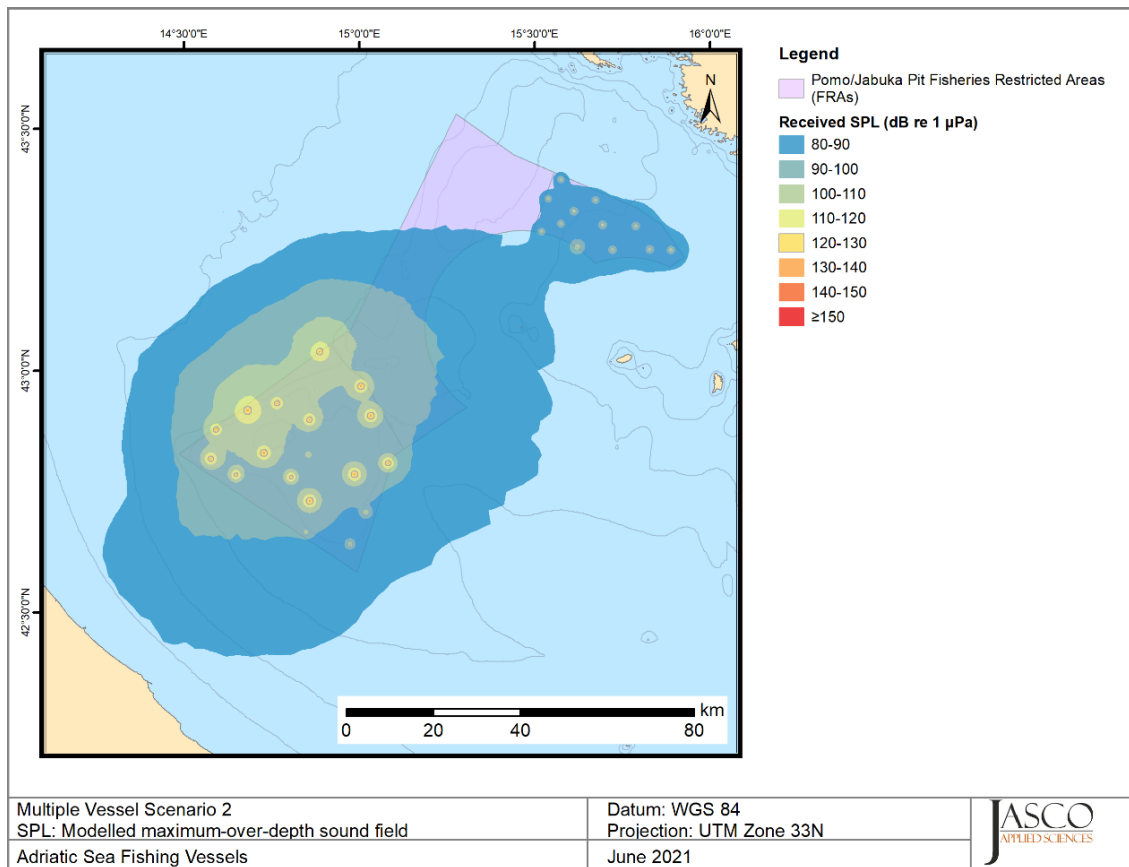 14°30'0"E
15°0'0"E
15°30'0"E
16°0'0"E
43°30'0"N
43°0'0"N
42°30'0"N
N
km
0
20
40
80
Legend
Pomo/Jabuka Pit Fisheries Restricted Areas
(FRAs)
Received SPL (dB re 1 µPa)
80-90
90-100
100-110
110-120
120-130
130-140
140-150
≥150
Multiple Vessel Scenario 2
SPL: Modelled maximum-over-depth sound field
Adriatic Sea Fishing Vessels
Datum: WGS 84
Projection: UTM Zone 33N
June 2021
JASCO
APPLIED SCIENCES